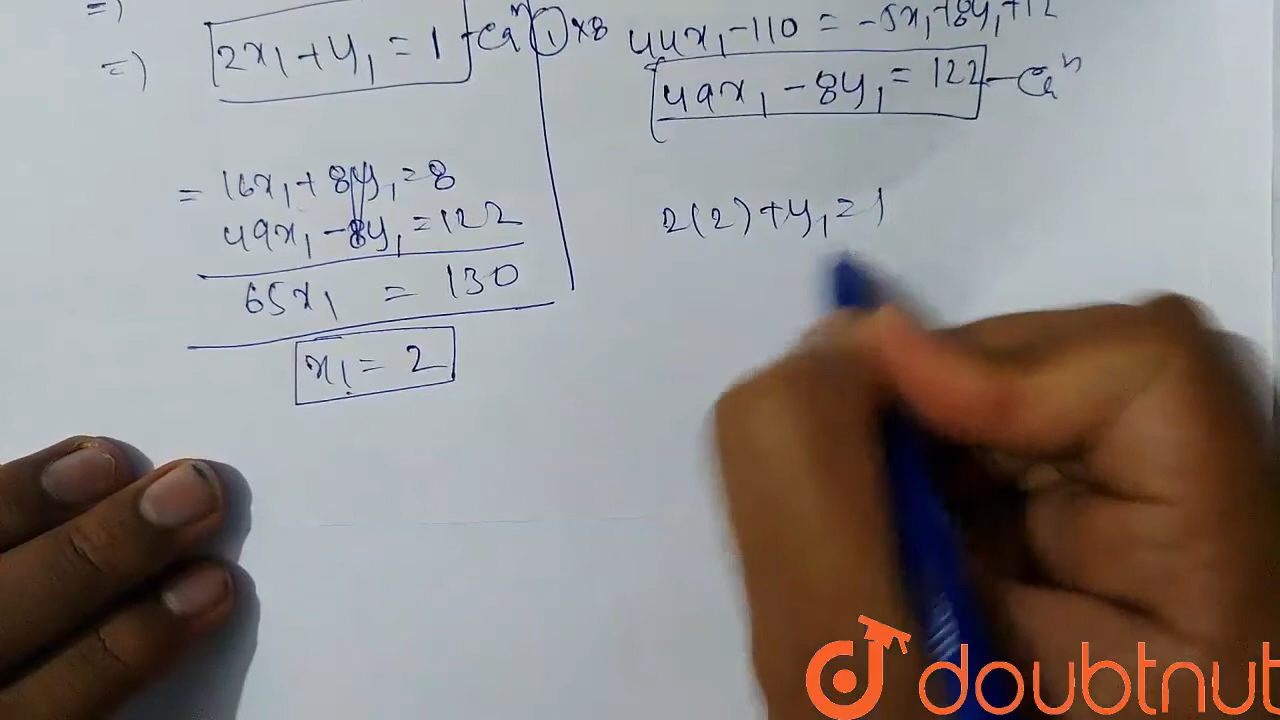 =)
=) 2x₁ + y₁ = 1 - Eqⁿ ① × 8
= 16x₁ + 8y₁ = 8
49x₁ - 8y₁ = 122
65x₁ = 130
x₁ = 2
44x₁ - 110 = -5x₁ + 8y₁ + 12
49x₁ - 8y₁ = 122 - Eqⁿ
2(2) + y₁ = 1
doubtnut